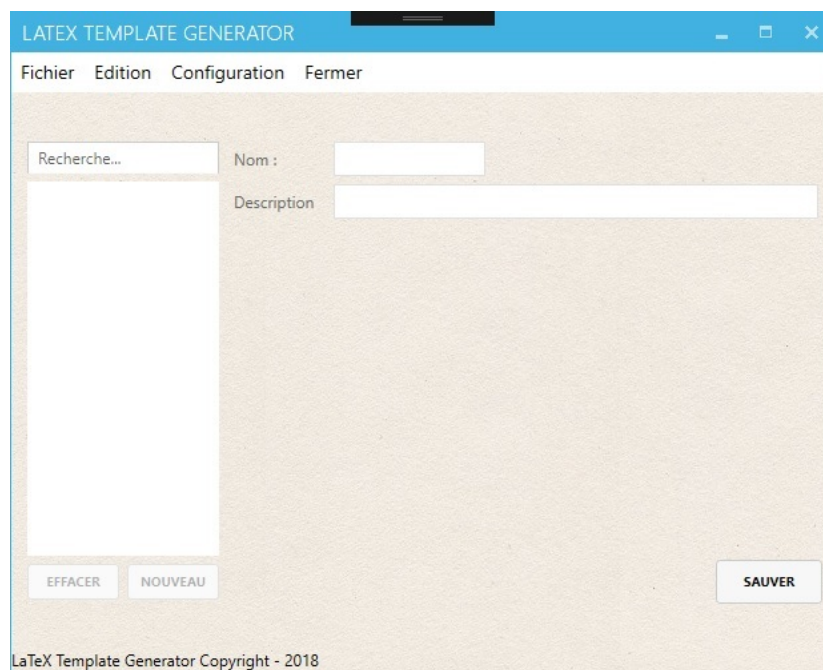 LATEX TEMPLATE GENERATOR
Fichier Edition Configuration Fermer
Recherche...
Nom :
Description
EFFACER NOUVEAU
SAUVER
LaTeX Template Generator Copyright - 2018